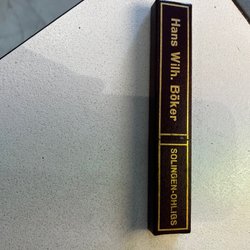 Hans Wilh. Böker
SOLINGEN-OHLIGS